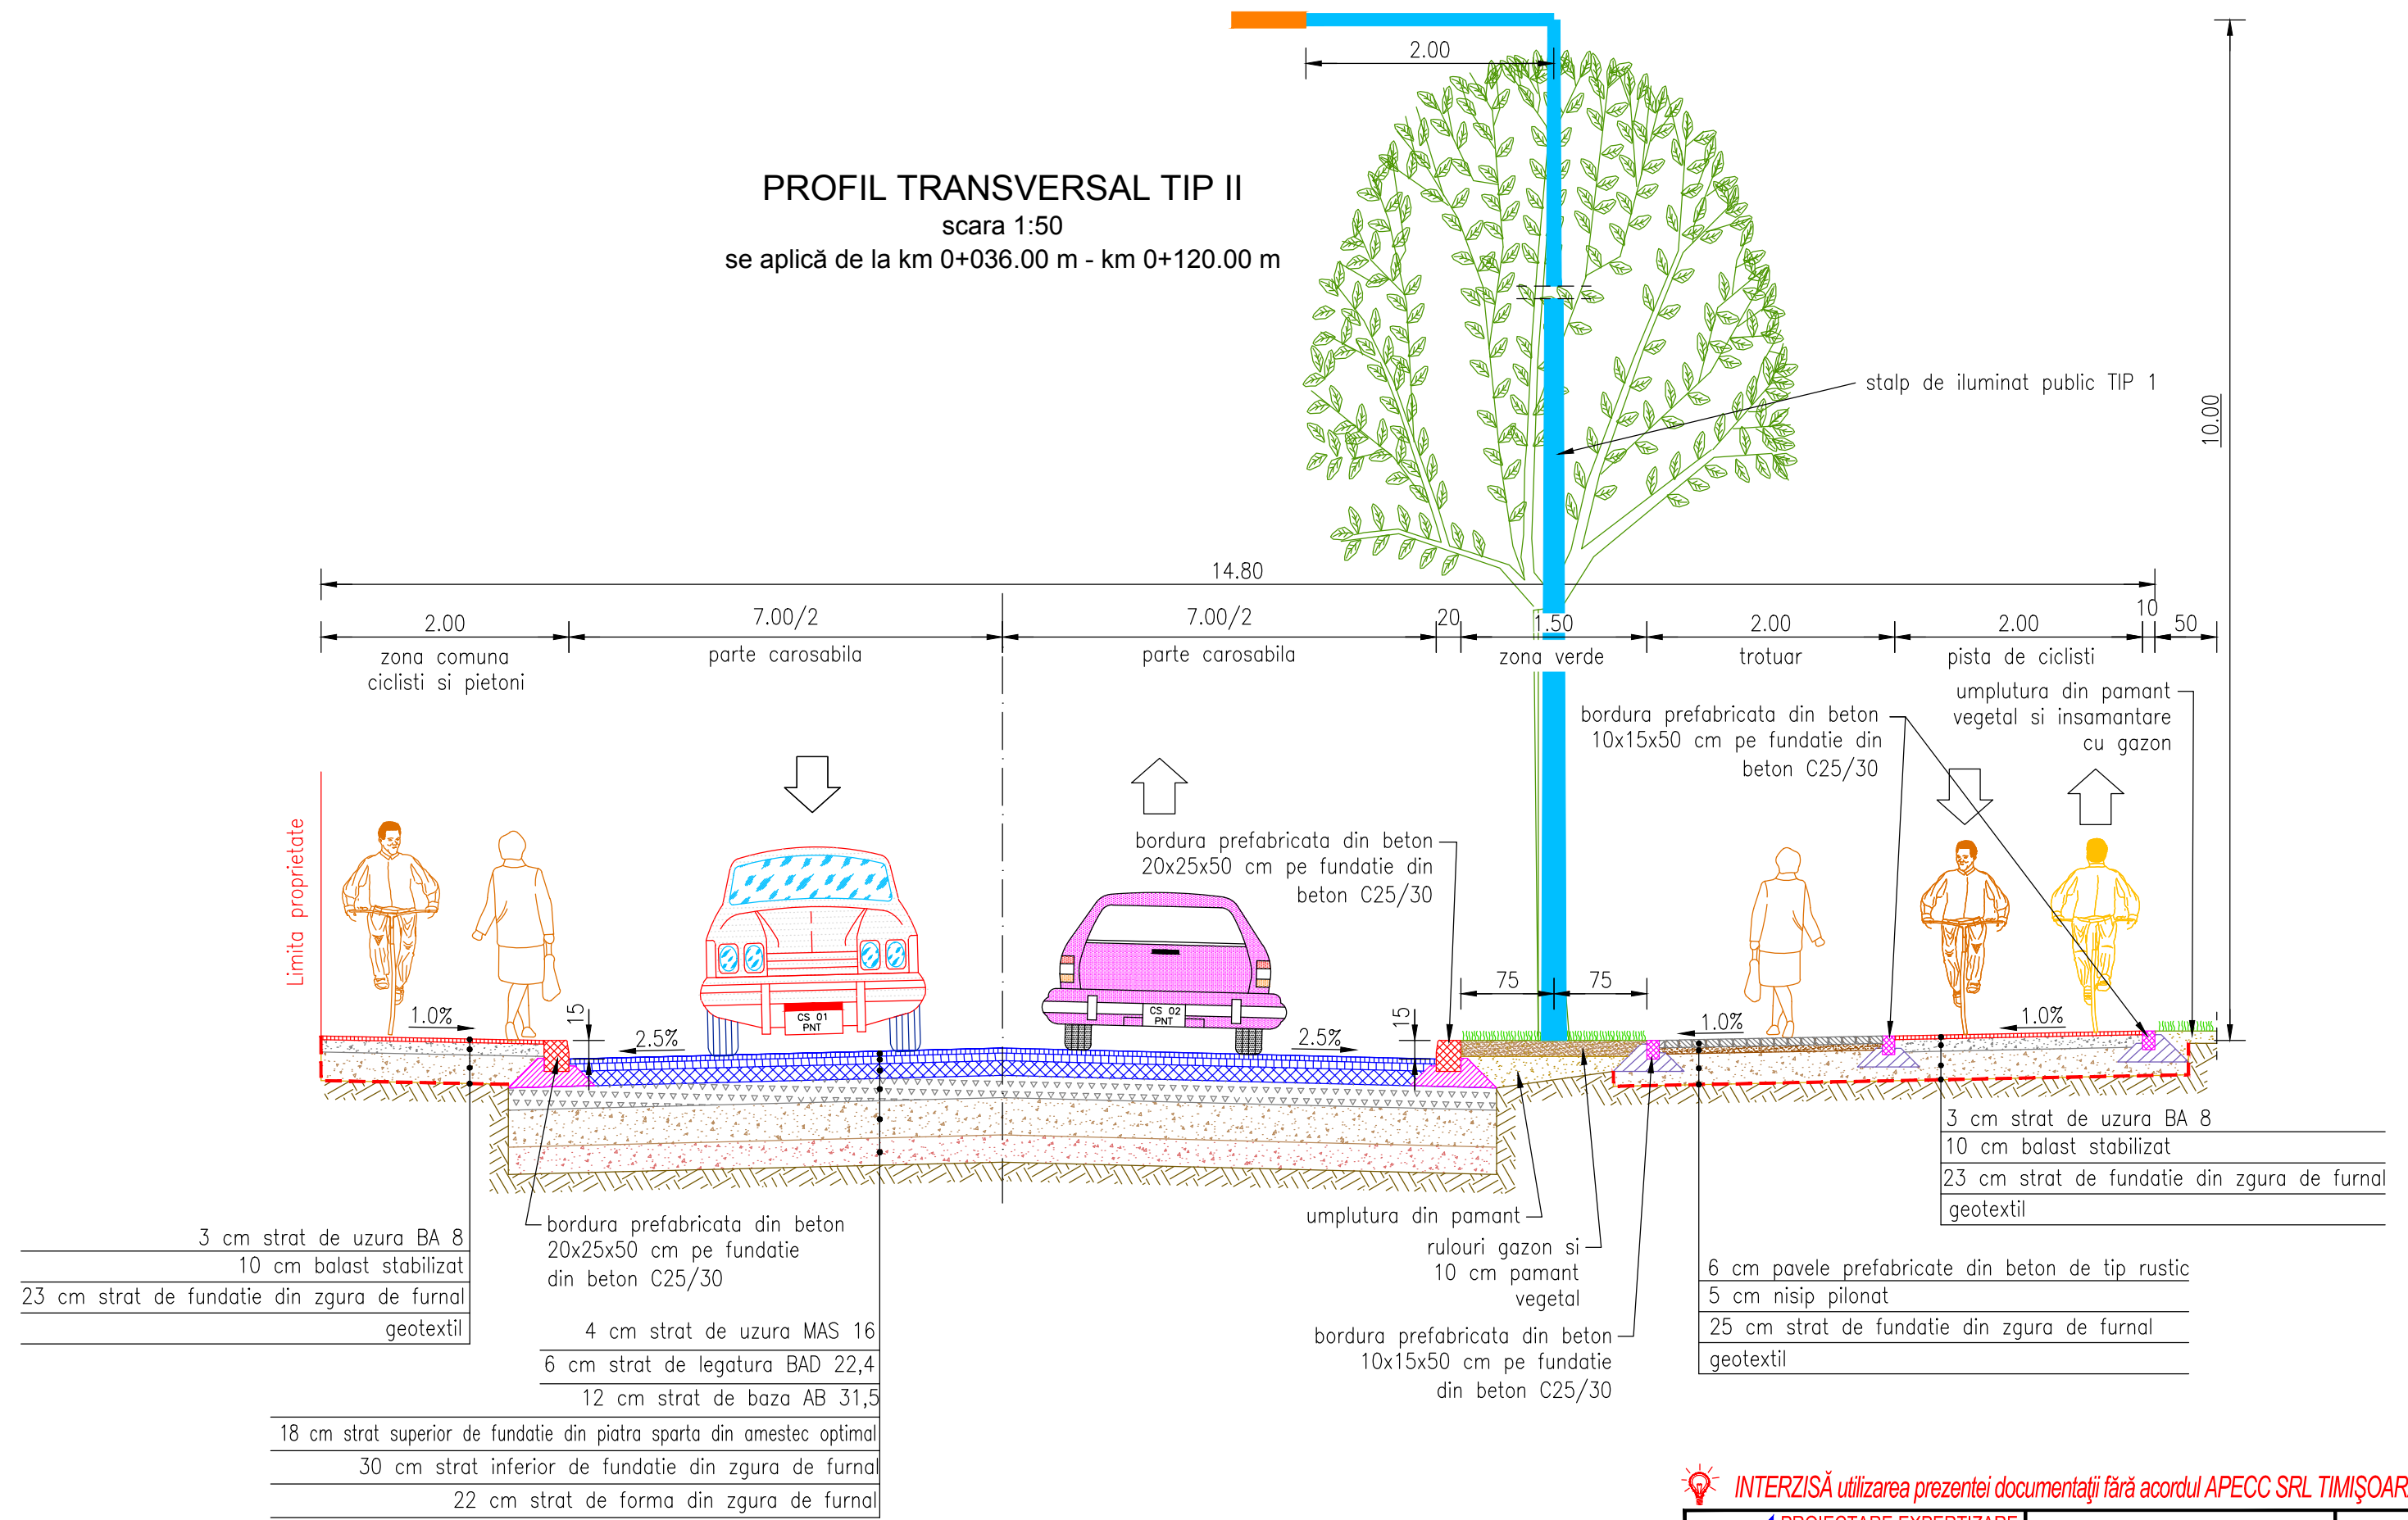 2.00
PROFIL TRANSVERSAL TIP II
scara 1:50
se aplică de la km 0+036.00 m - km 0+120.00 m
stalp de iluminat public TIP 1
10.00
14.80
2.00
7.00/2
7.00/2
20
1.50
2.00
2.00
10
50
zona comuna
ciclisti si pietoni
parte carosabila
parte carosabila
zona verde
trotuar
pista de ciclisti
umplutura din pamant
vegetal si insamantare
cu gazon
bordura prefabricata din beton
10x15x50 cm pe fundatie din
beton C25/30
Limita proprietate
bordura prefabricata din beton
20x25x50 cm pe fundatie din
beton C25/30
75
75
CS 01
PNT
CS 02
PNT
1.0%
15
2.5%
2.5%
15
1.0%
1.0%
3 cm strat de uzura BA 8
10 cm balast stabilizat
23 cm strat de fundatie din zgura de furnal
geotextil
bordura prefabricata din beton
20x25x50 cm pe fundatie
din beton C25/30
4 cm strat de uzura MAS 16
6 cm strat de legatura BAD 22,4
12 cm strat de baza AB 31,5
18 cm strat superior de fundatie din piatra sparta din amestec optimal
30 cm strat inferior de fundatie din zgura de furnal
22 cm strat de forma din zgura de furnal
umplutura din pamant
rulouri gazon si
10 cm pamant
vegetal
bordura prefabricata din beton
10x15x50 cm pe fundatie
din beton C25/30
6 cm pavele prefabricate din beton de tip rustic
5 cm nisip pilonat
25 cm strat de fundatie din zgura de furnal
geotextil
3 cm strat de uzura BA 8
10 cm balast stabilizat
23 cm strat de fundatie din zgura de furnal
geotextil
INTERZISĂ utilizarea prezentei documentaţii fără acordul APECC SRL TIMIŞOAR
PROIECTARE EXPERTIZARE